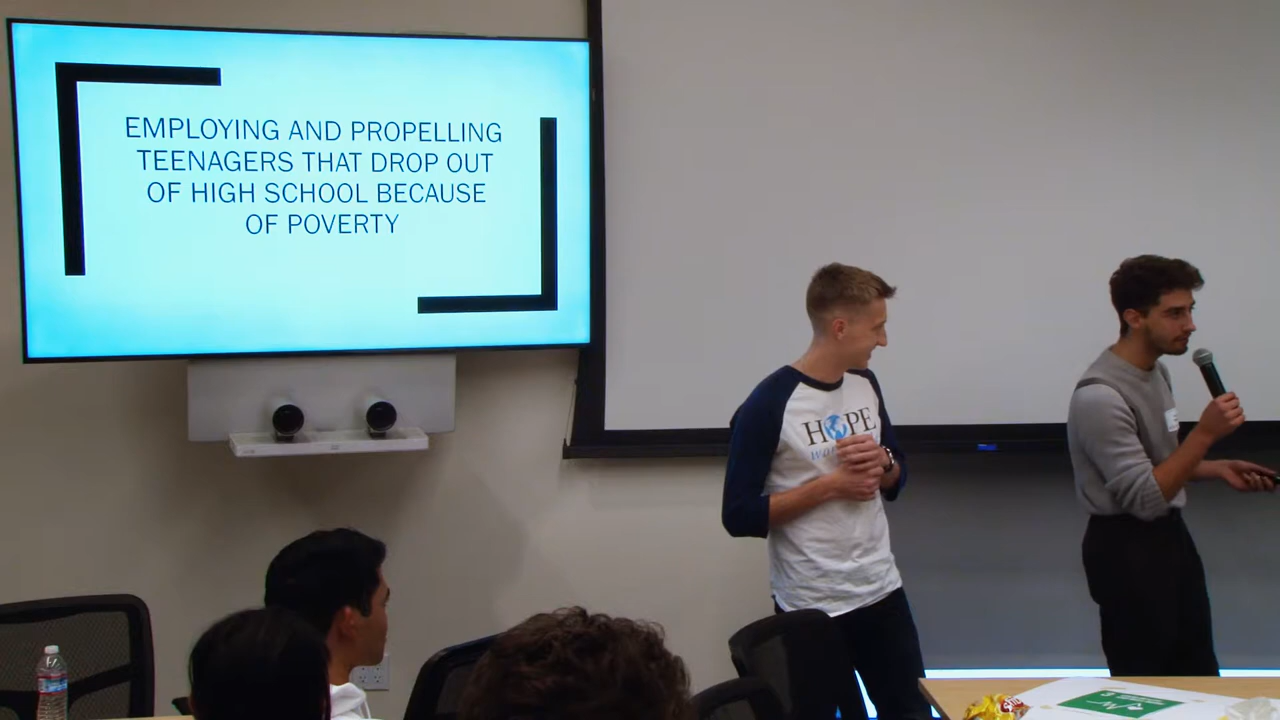 EMPLOYING AND PROPELLING
TEENAGERS THAT DROP OUT
OF HIGH SCHOOL BECAUSE
OF POVERTY
HOPE